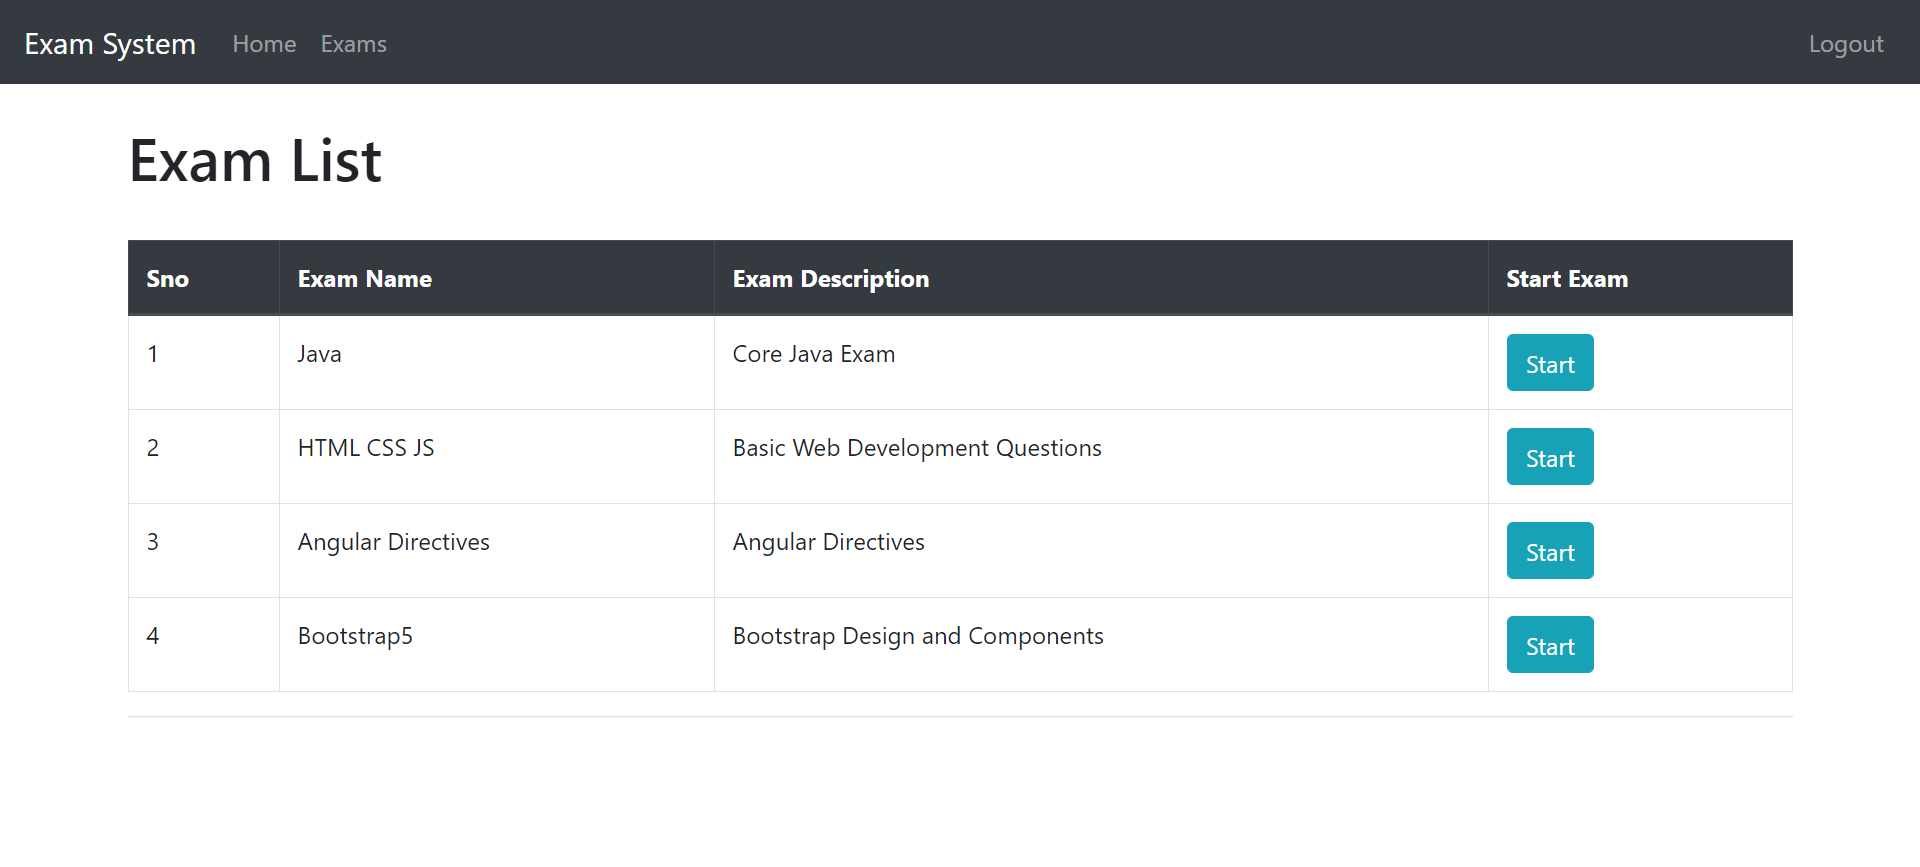 Exam System Home Exams Logout
Exam List
Sno Exam Name Exam Description Start Exam
1 Java Core Java Exam Start
2 HTML CSS JS Basic Web Development Questions Start
3 Angular Directives Angular Directives Start
4 Bootstrap5 Bootstrap Design and Components Start